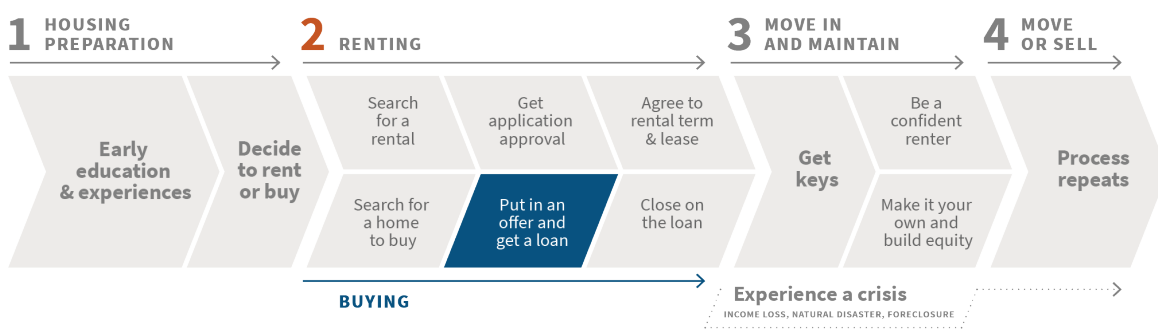 1 HOUSING
PREPARATION
2 RENTING
3 MOVE IN
AND MAINTAIN
4 MOVE
OR SELL
Early
education
& experiences
Decide
to rent
or buy
Search
for a
rental
Get
application
approval
Agree to
rental term
& lease
Search for
a home
to buy
Put in an
offer and
get a loan
Close on
the loan
Get
keys
Be a
confident
renter
Make it your
own and
build equity
Process
repeats
BUYING
Experience a crisis
INCOME LOSS, NATURAL DISASTER, FORECLOSURE